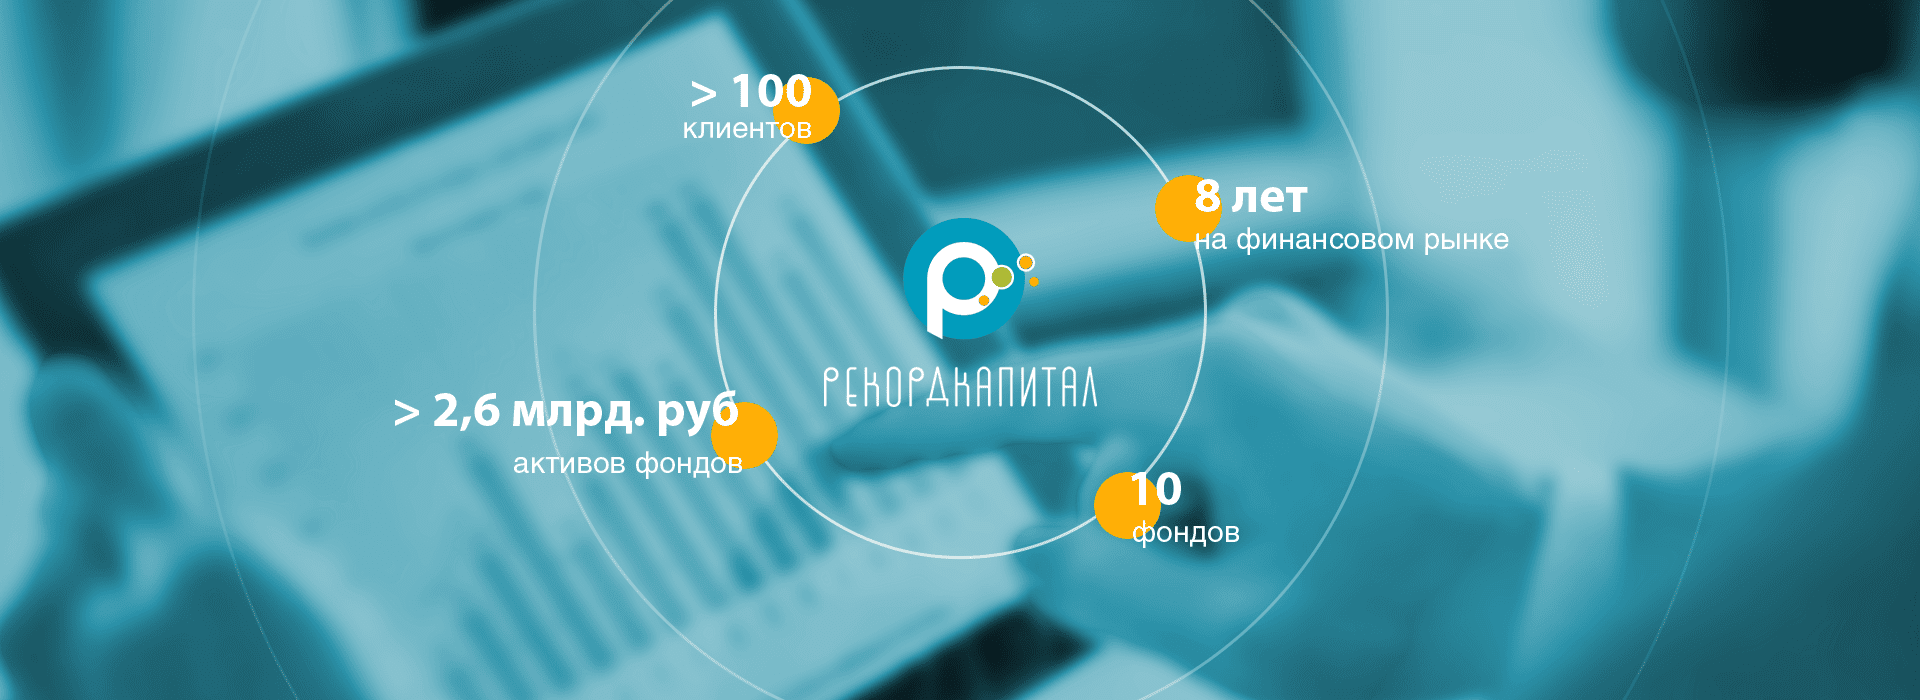 > 100
клиентов
8 лет
на финансовом рынке
РЕКОРДКАПИТАЛ
> 2,6 млрд. руб
активов фондов
10
фондов